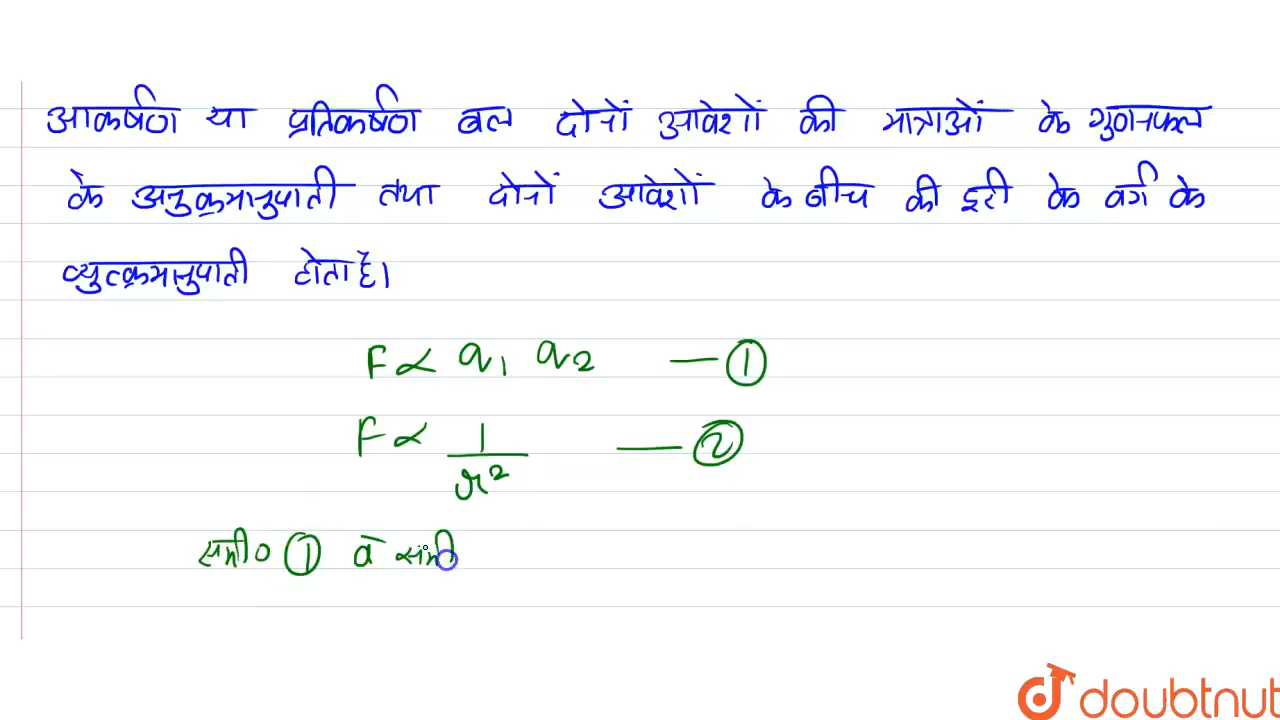 आकर्षण या प्रतिकर्षण बल दोनों आवेशों की मात्राओं के गुणनफल
के अनुक्रमानुपाती तथा दोनों आवेशों के बीच की दूरी के वर्ग के
व्युत्क्रमानुपाती होता है।
F ∝ q₁ q₂ — ①
F ∝ 1/r² — ②
समी० ① व समी
doubtnut